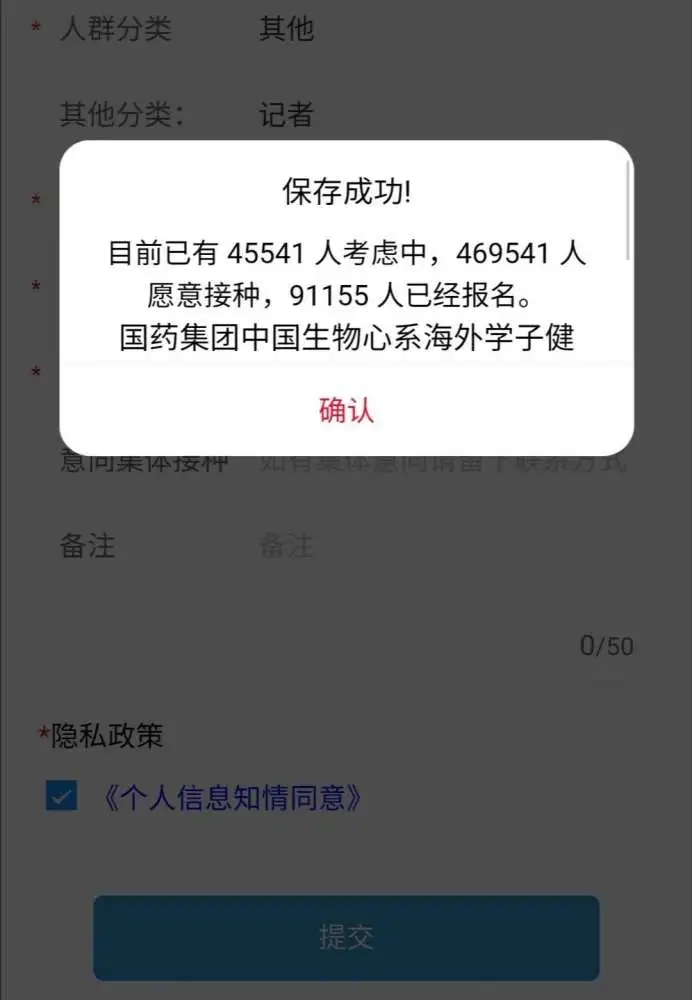 * 人群分类 其他
其他分类： 记者
*
*
*
保存成功!
目前已有 45541 人考虑中，469541 人
愿意接种，91155 人已经报名。
国药集团中国生物心系海外学子健
确认
意向集体接种 如有集体意向请留下联系方式
备注 备注
0/50
*隐私政策
《个人信息知情同意》
提交